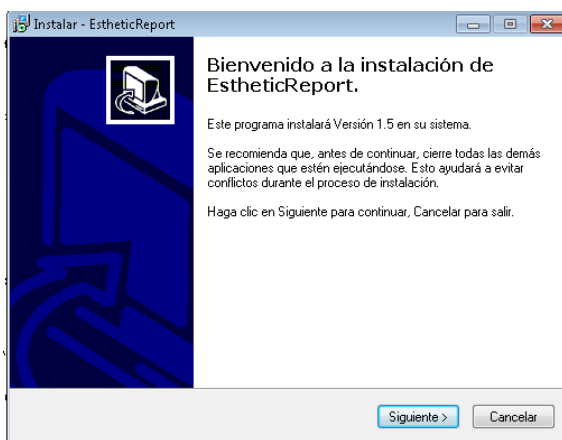 Instalar - EstheticReport
Bienvenido a la instalación de
EstheticReport.
Este programa instalará Versión 1.5 en su sistema.
Se recomienda que, antes de continuar, cierre todas las demás
aplicaciones que estén ejecutándose. Esto ayudará a evitar
conflictos durante el proceso de instalación.
Haga clic en Siguiente para continuar, Cancelar para salir.
Siguiente > Cancelar